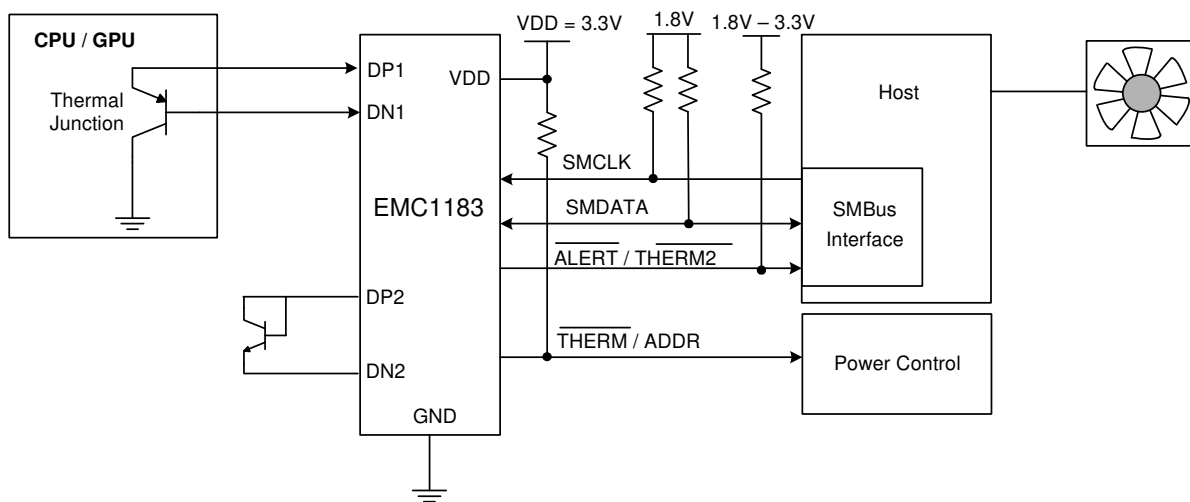 CPU / GPU
Thermal
Junction
DP1
DN1
VDD
VDD = 3.3V
1.8V
1.8V – 3.3V
Host
EMC1183
SMCLK
SMDATA
ALERT / THERM2
SMBus
Interface
DP2
DN2
THERM / ADDR
Power Control
GND